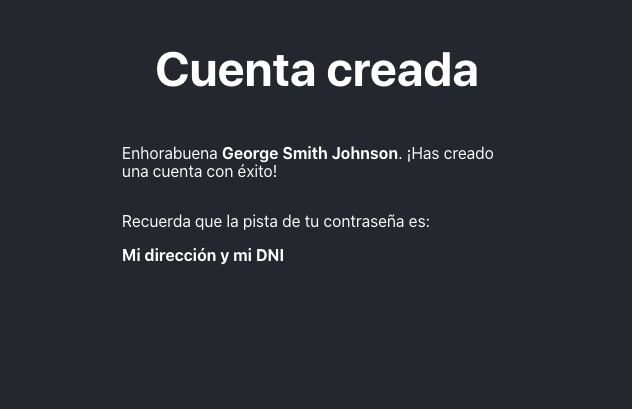 Cuenta creada
Enhorabuena George Smith Johnson. ¡Has creado
una cuenta con éxito!
Recuerda que la pista de tu contraseña es:
Mi dirección y mi DNI